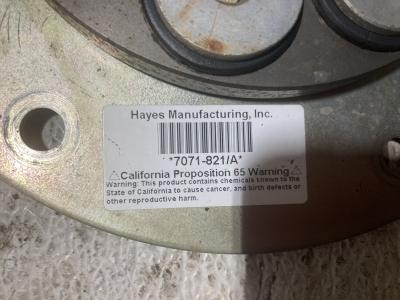 Hayes Manufacturing, Inc.
*7071-821/A*
⚠California Proposition 65 Warning⚠
Warning: This product contains chemicals known to the
State of California to cause cancer, and birth defects or
other reproductive harm.